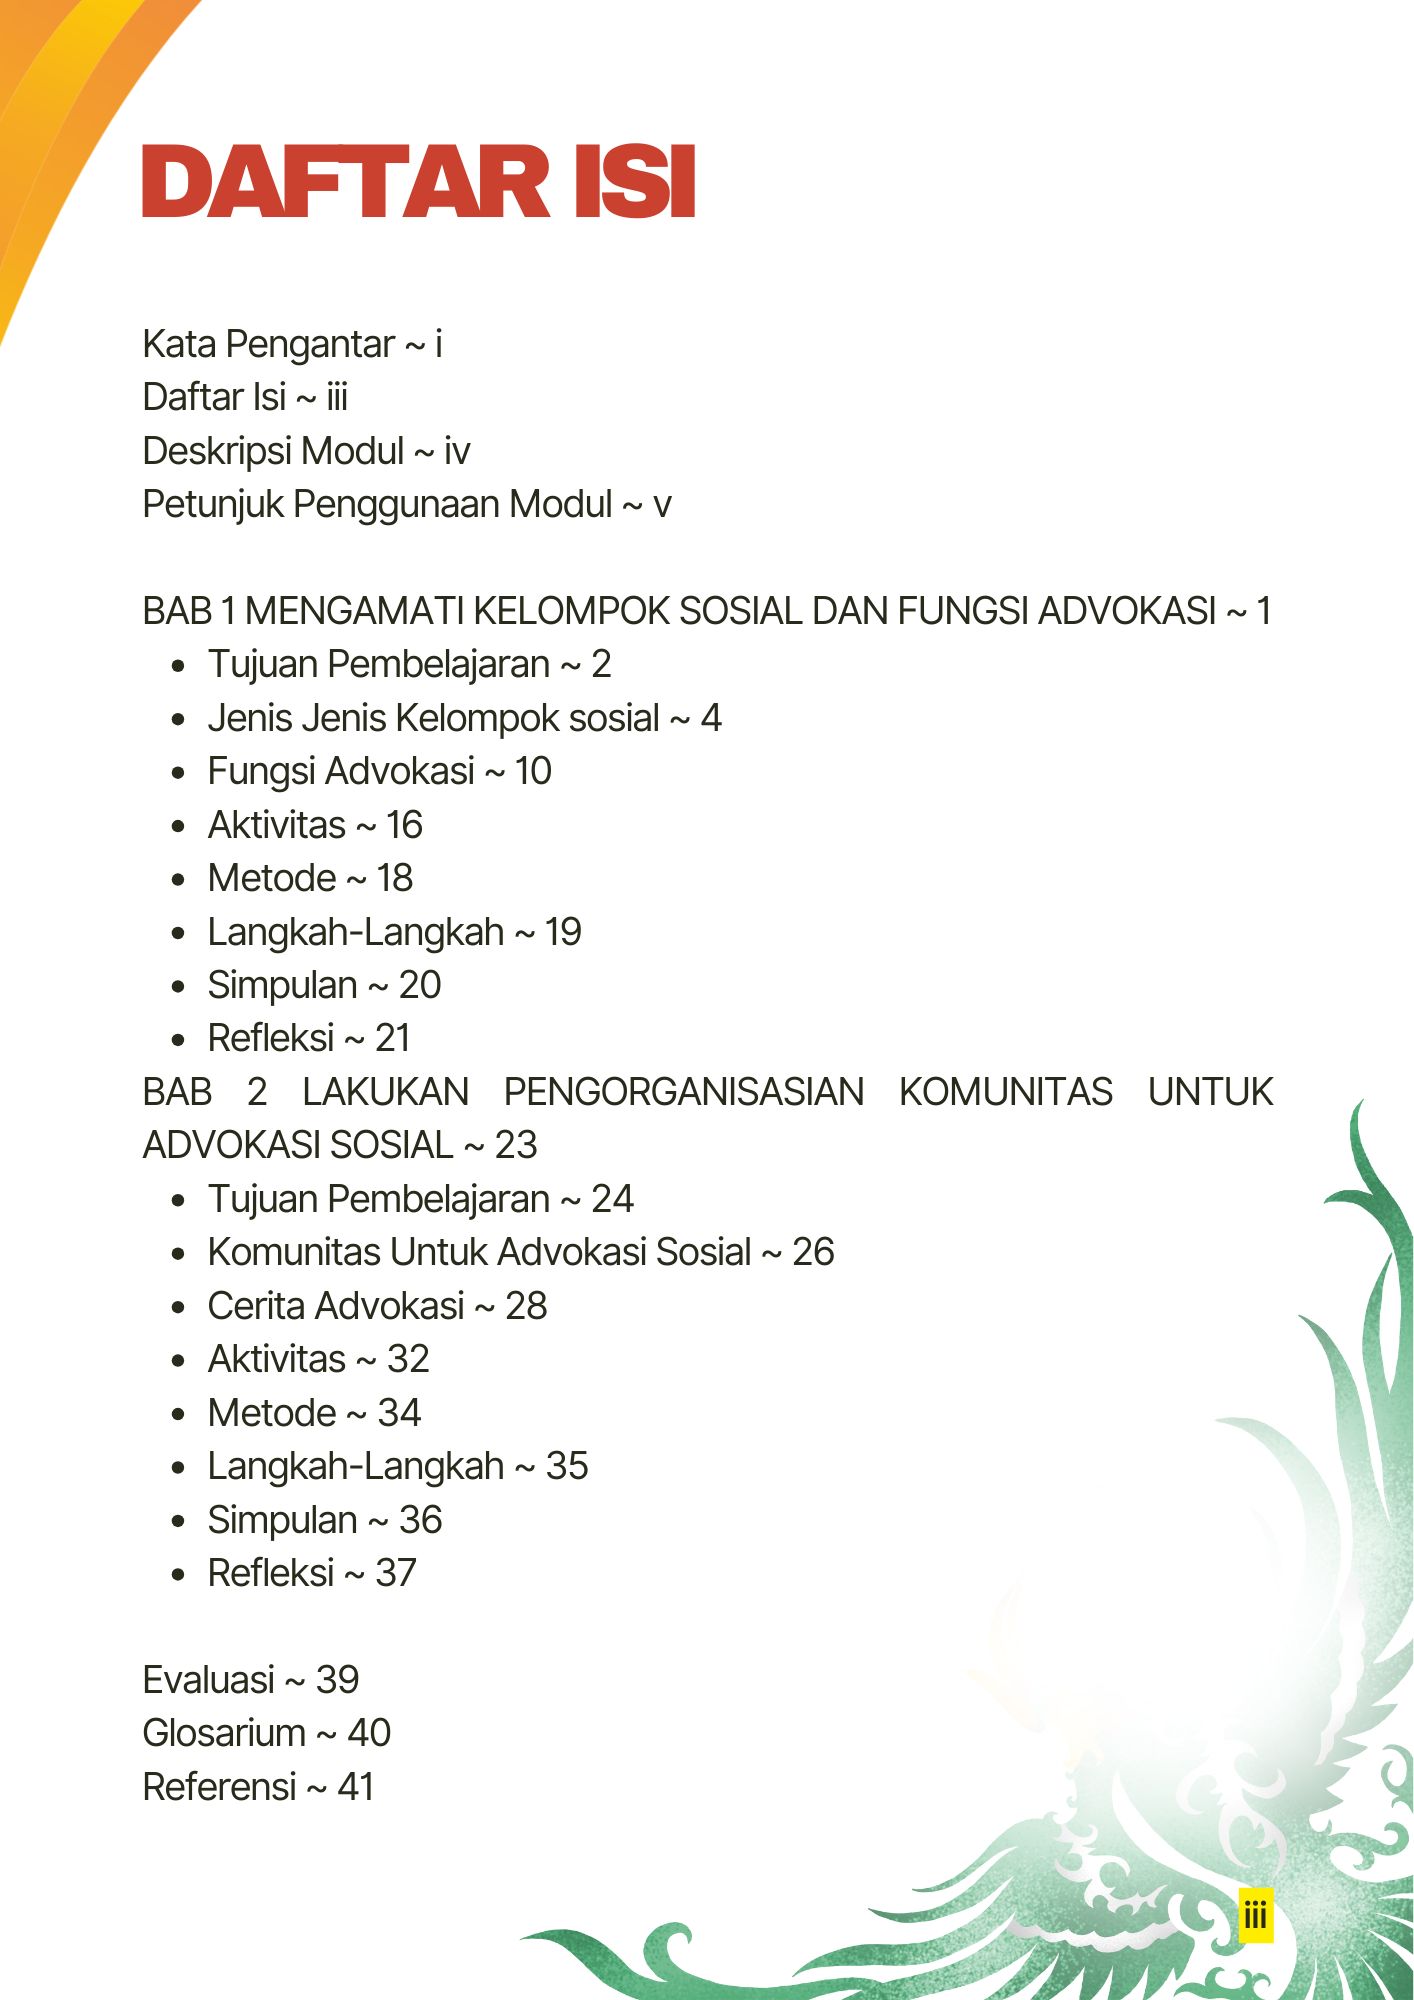 DAFTAR ISI
Kata Pengantar ~ i
Daftar Isi ~ iii
Deskripsi Modul ~ iv
Petunjuk Penggunaan Modul ~ v
BAB 1 MENGAMATI KELOMPOK SOSIAL DAN FUNGSI ADVOKASI ~ 1
• Tujuan Pembelajaran ~ 2
• Jenis Jenis Kelompok sosial ~ 4
• Fungsi Advokasi ~ 10
• Aktivitas ~ 16
• Metode ~ 18
• Langkah-Langkah ~ 19
• Simpulan ~ 20
• Refleksi ~ 21
BAB 2 LAKUKAN PENGORGANISASIAN KOMUNITAS UNTUK
ADVOKASI SOSIAL ~ 23
• Tujuan Pembelajaran ~ 24
• Komunitas Untuk Advokasi Sosial ~ 26
• Cerita Advokasi ~ 28
• Aktivitas ~ 32
• Metode ~ 34
• Langkah-Langkah ~ 35
• Simpulan ~ 36
• Refleksi ~ 37
Evaluasi ~ 39
Glosarium ~ 40
Referensi ~ 41
iii